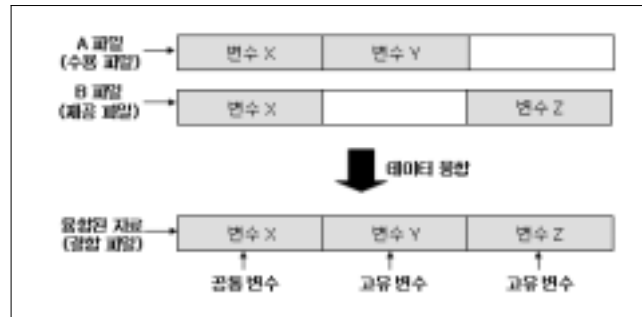 A 파일
(수용 파일)
변수 X
변수 Y
B 파일
(제공 파일)
변수 X
변수 Z
데이터 융합
융합된 자료
(결합 파일)
변수 X
변수 Y
변수 Z
공통 변수
고유 변수
고유 변수